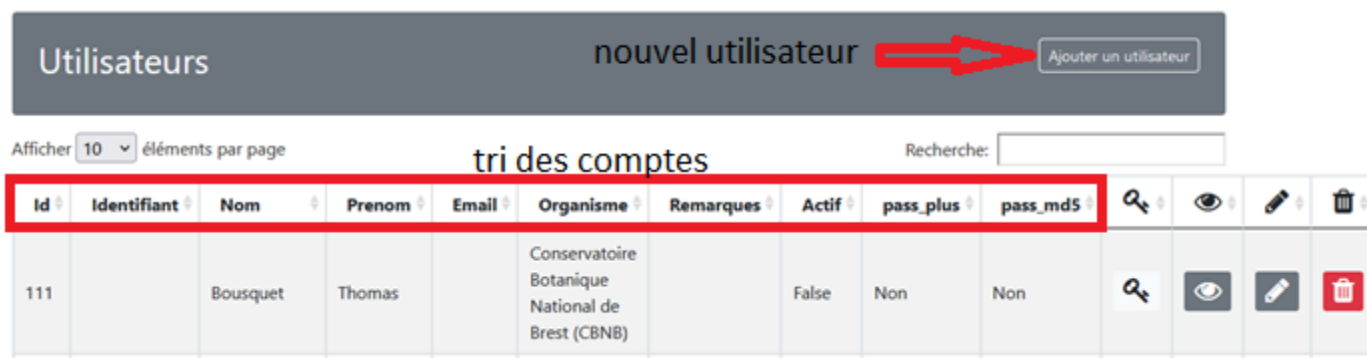 Utilisateurs
nouvel utilisateur
Ajouter un utilisateur
Afficher 10 éléments par page
tri des comptes
Recherche:
Id Identifiant Nom Prenom Email Organisme Remarques Actif pass_plus pass_md5
111 Bousquet Thomas Conservatoire Botanique National de Brest (CBNB) False Non Non